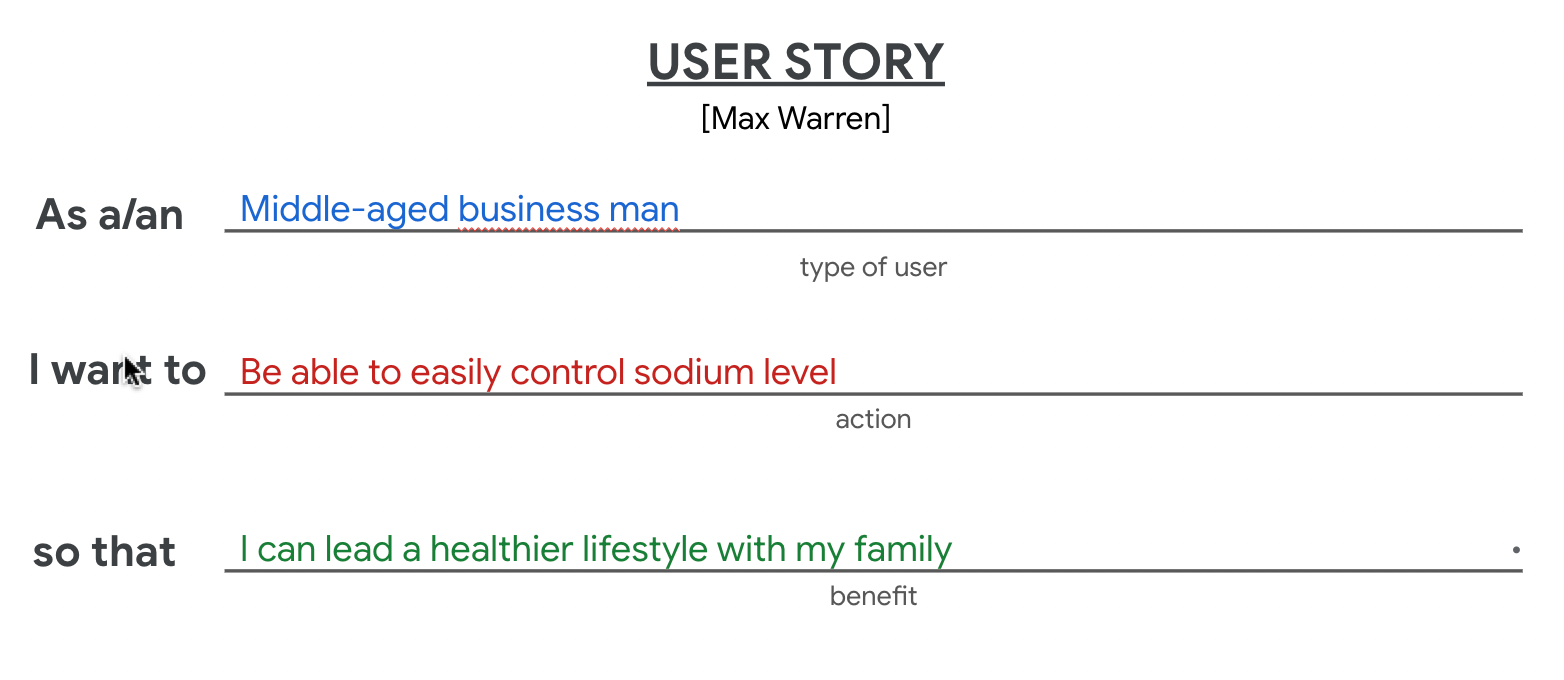 USER STORY
[Max Warren]
As a/an Middle-aged business man
type of user
I want to Be able to easily control sodium level
action
so that I can lead a healthier lifestyle with my family .
benefit